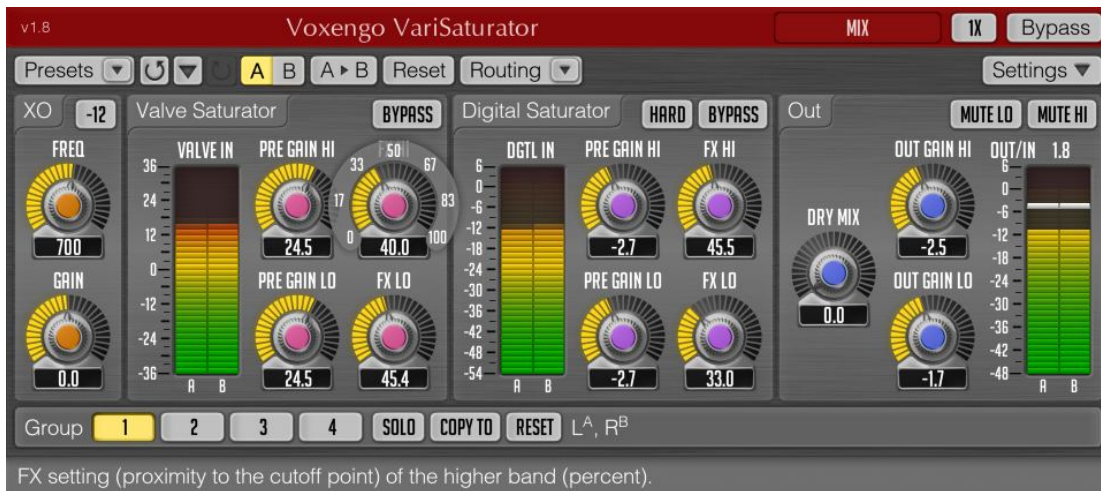 v1.8 Voxengo VariSaturator MIX 1X Bypass
Presets A B A ▸ B Reset Routing Settings
XO -12 Valve Saturator BYPASS Digital Saturator HARD BYPASS Out MUTE LO MUTE HI
FREQ VALVE IN PRE GAIN HI 50 DGTL IN PRE GAIN HI FX HI OUT GAIN HI OUT/IN 1.8
36 33 67 6 6
24 17 83 0 0
12 0 100 -6 -6
700 24.5 40.0 -12 -2.7 45.5 DRY MIX -2.5 -12
0 -18 -18
GAIN PRE GAIN LO FX LO -24 PRE GAIN LO FX LO OUT GAIN LO -24
-12 -30 -30
-24 -36 0.0 -36
-42 -42
-36 -48 -48
0.0 24.5 45.4 -54 -2.7 33.0 -1.7
A B A B A B
Group 1 2 3 4 SOLO COPY TO RESET L^A, R^B
FX setting (proximity to the cutoff point) of the higher band (percent).